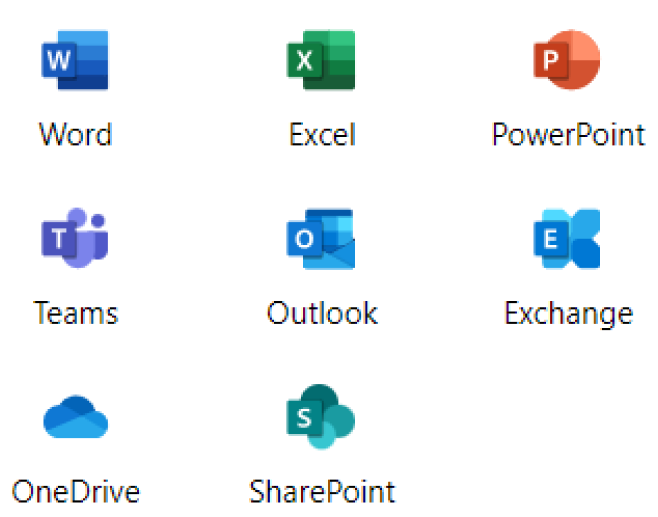 W
X
P
Word
Excel
PowerPoint
T
O
E
Teams
Outlook
Exchange
S
OneDrive
SharePoint